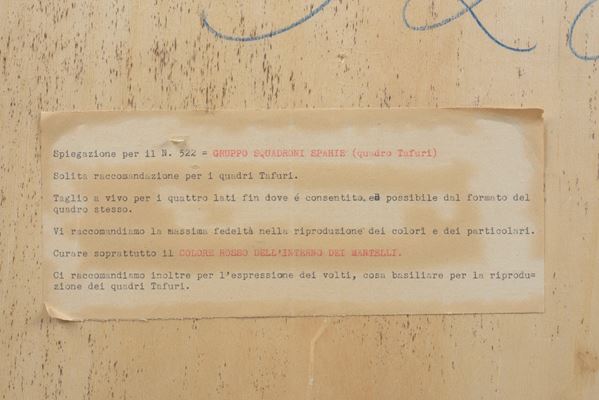 Spiegazione per il N. 522 = GRUPPO SQUADRONI SPAHIS (quadro Tafuri)
Solita raccomandazione per i quadri Tafuri.
Taglio a vivo per i quattro lati fin dove é consentito ed possibile dal formato del
quadro stesso.
Vi raccomandiamo la massima fedeltà nella riproduzione dei colori e dei particolari.
Curare soprattutto il COLORE ROSSO DELL'INTERNO DEI MANTELLI.
Ci raccomandiamo inoltre per l'espressione dei volti, cosa basiliare per la riprodu=
zione dei quadri Tafuri.